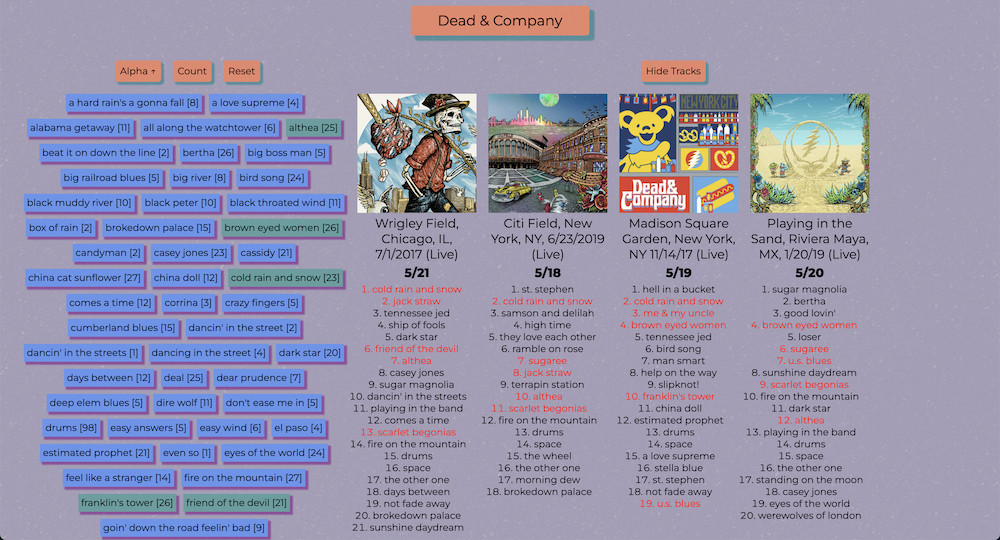 Dead & Company
Alpha ↑ Count Reset
a hard rain's a gonna fall [8] a love supreme [4]
alabama getaway [11] all along the watchtower [6] althea [25]
beat it on down the line [2] bertha [26] big boss man [5]
big railroad blues [5] big river [8] bird song [24]
black muddy river [10] black peter [10] black throated wind [11]
box of rain [2] brokedown palace [15] brown eyed women [26]
candyman [2] casey jones [23] cassidy [21]
china cat sunflower [27] china doll [12] cold rain and snow [23]
comes a time [12] corrina [3] crazy fingers [5]
cumberland blues [15] dancin' in the street [2]
dancin' in the streets [1] dancing in the street [4] dark star [20]
days between [12] deal [25] dear prudence [7]
deep elem blues [5] dire wolf [11] don't ease me in [5]
drums [98] easy answers [5] easy wind [6] el paso [4]
estimated prophet [21] even so [1] eyes of the world [24]
feel like a stranger [14] fire on the mountain [27]
franklin's tower [26] friend of the devil [21]
goin' down the road feelin' bad [9]
Hide Tracks
Wrigley Field,
Chicago, IL,
7/1/2017 (Live)
5/21
1. cold rain and snow
2. jack straw
3. tennessee jed
4. ship of fools
5. dark star
6. friend of the devil
7. althea
8. casey jones
9. sugar magnolia
10. dancin' in the streets
11. playing in the band
12. comes a time
13. scarlet begonias
14. fire on the mountain
15. drums
16. space
17. the other one
18. days between
19. not fade away
20. brokedown palace
21. sunshine daydream
Citi Field, New
York, NY, 6/23/2019
(Live)
5/18
1. st. stephen
2. cold rain and snow
3. samson and delilah
4. high time
5. they love each other
6. ramble on rose
7. sugaree
8. jack straw
9. terrapin station
10. althea
11. scarlet begonias
12. fire on the mountain
13. drums
14. space
15. the wheel
16. the other one
17. morning dew
18. brokedown palace
NEW YORK CITY
Dead &
Company
Madison Square
Garden, New York,
NY 11/14/17 (Live)
5/19
1. hell in a bucket
2. cold rain and snow
3. me & my uncle
4. brown eyed women
5. tennessee jed
6. bird song
7. man smart
8. help on the way
9. slipknot!
10. franklin's tower
11. china doll
12. estimated prophet
13. drums
14. space
15. a love supreme
16. stella blue
17. st. stephen
18. not fade away
19. u.s. blues
Playing in the
Sand, Riviera Maya,
MX, 1/20/19 (Live)
5/20
1. sugar magnolia
2. bertha
3. good lovin'
4. brown eyed women
5. loser
6. sugaree
7. u.s. blues
8. sunshine daydream
9. scarlet begonias
10. fire on the mountain
11. dark star
12. althea
13. playing in the band
14. drums
15. space
16. the other one
17. standing on the moon
18. casey jones
19. eyes of the world
20. werewolves of london